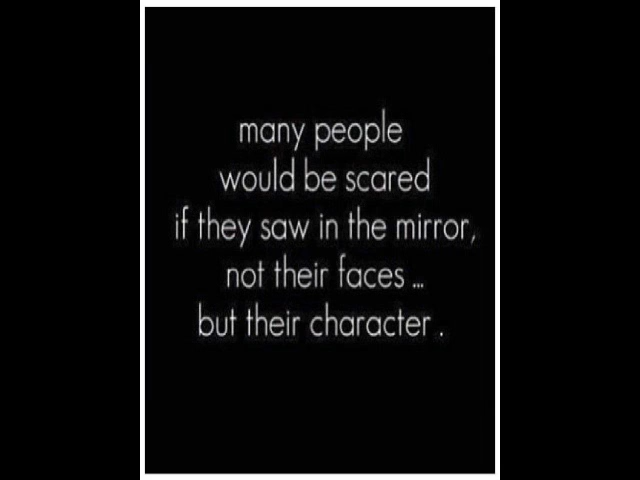 many people
would be scared
if they saw in the mirror,
not their faces ...
but their character .